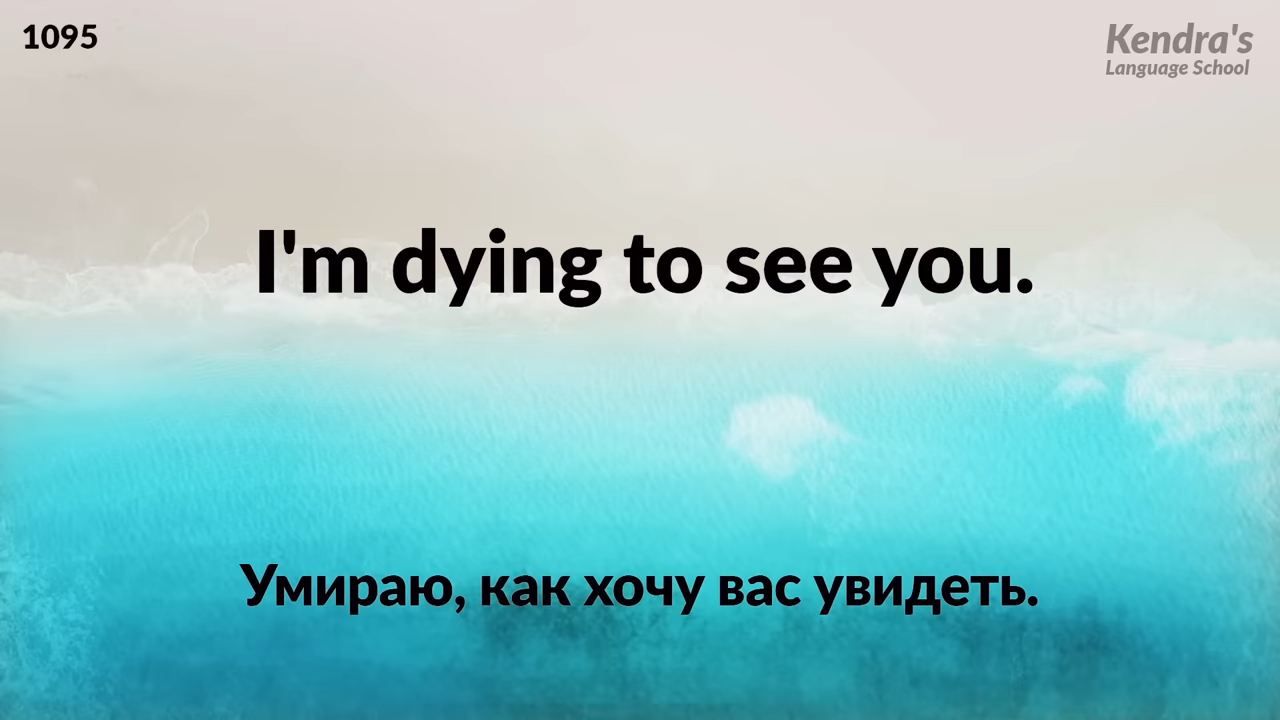 1095
Kendra's
Language School
I'm dying to see you.
Умираю, как хочу вас увидеть.